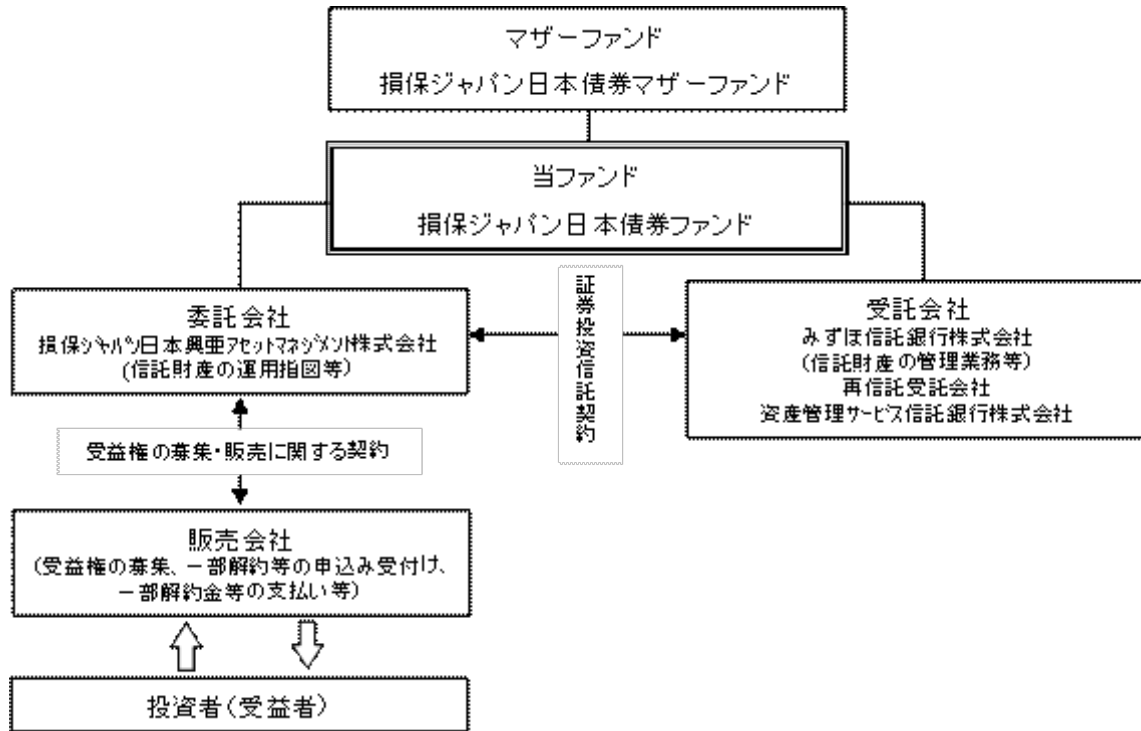 マザーファンド
損保ジャパン日本債券マザーファンド
当ファンド
損保ジャパン日本債券ファンド
委託会社
損保ジャパン日本興亜アセットマネジメント株式会社
(信託財産の運用指図等)
証券投資信託契約
受託会社
みずほ信託銀行株式会社
(信託財産の管理業務等)
再信託受託会社
資産管理サービス信託銀行株式会社
受益権の募集・販売に関する契約
販売会社
(受益権の募集、一部解約等の申込み受付け、
一部解約金等の支払い等)
投資者(受益者)